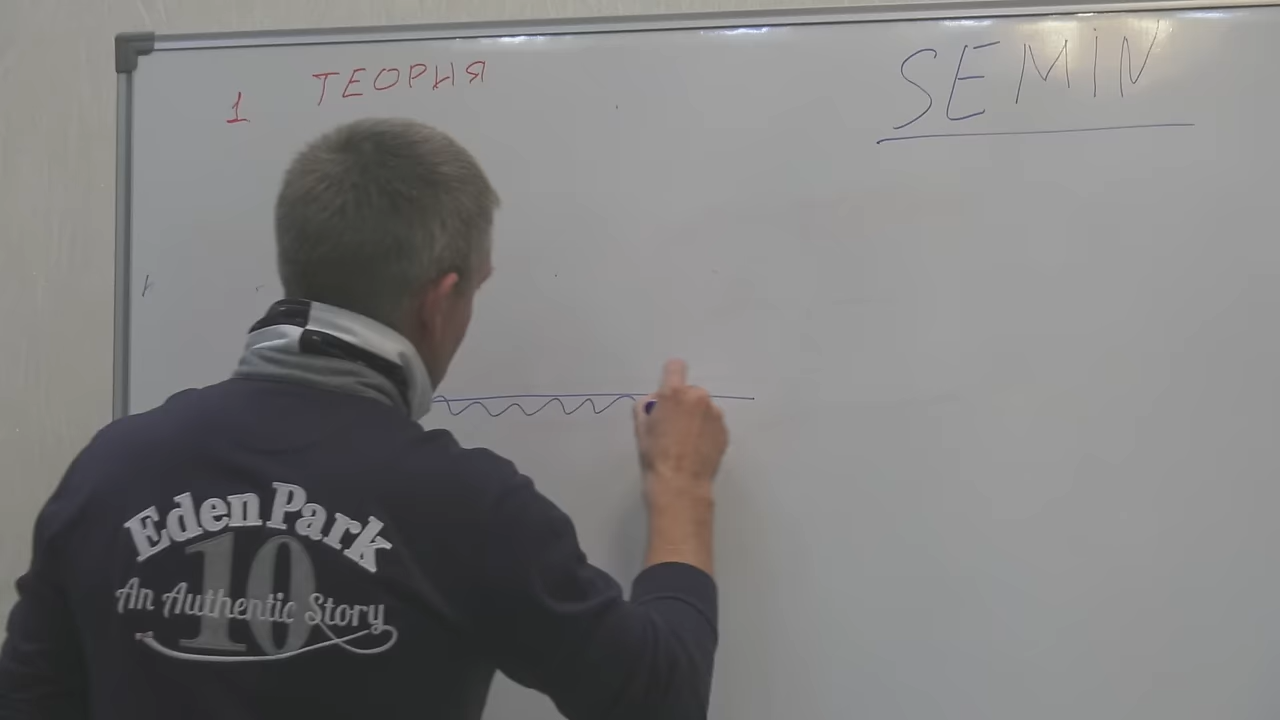 1 ТЕОРИЯ
SEMIN
Eden Park
10
An Authentic Story